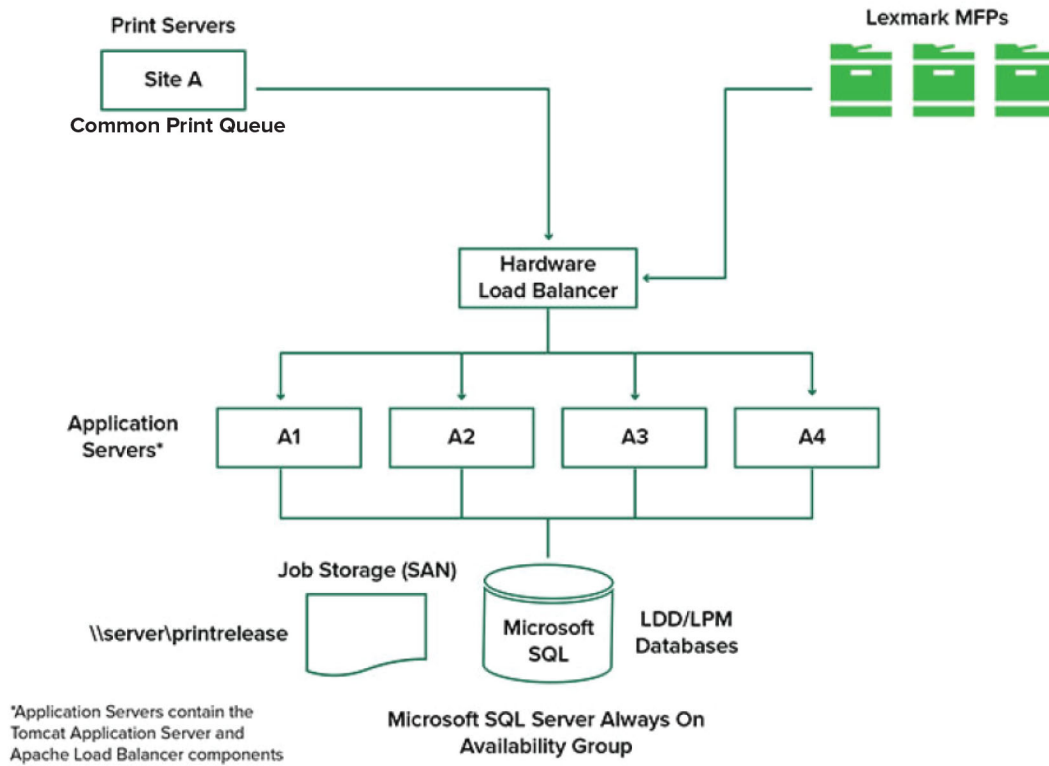 Print Servers
Site A
Common Print Queue
Lexmark MFPs
Hardware
Load Balancer
Application
Servers*
A1
A2
A3
A4
Job Storage (SAN)
\\server\printrelease
Microsoft
SQL
LDD/LPM
Databases
*Application Servers contain the
Tomcat Application Server and
Apache Load Balancer components
Microsoft SQL Server Always On
Availability Group